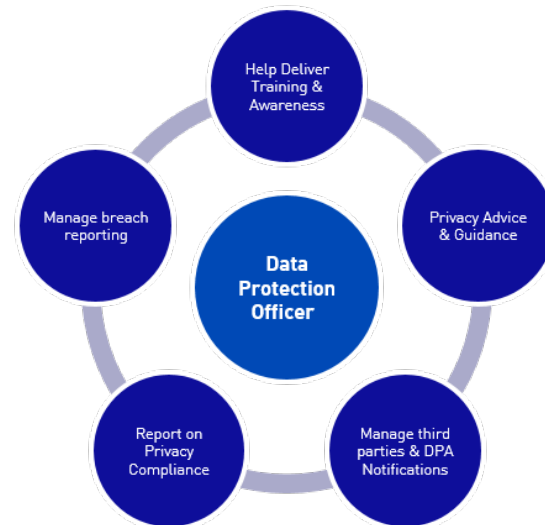 Help Deliver
Training &
Awareness
Privacy Advice
& Guidance
Manage third
parties & DPA
Notifications
Report on
Privacy
Compliance
Manage breach
reporting
Data
Protection
Officer